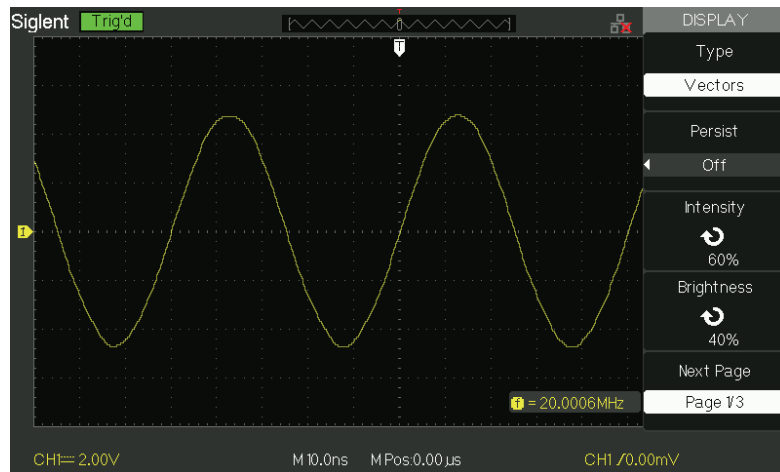 Siglent Trig'd
T
DISPLAY
Type
Vectors
Persist
Off
Intensity
60%
Brightness
40%
Next Page
Page 1/3
1
f = 20.0006MHz
CH1 2.00V
M 10.0ns
M Pos:0.00µs
CH1 0.00mV